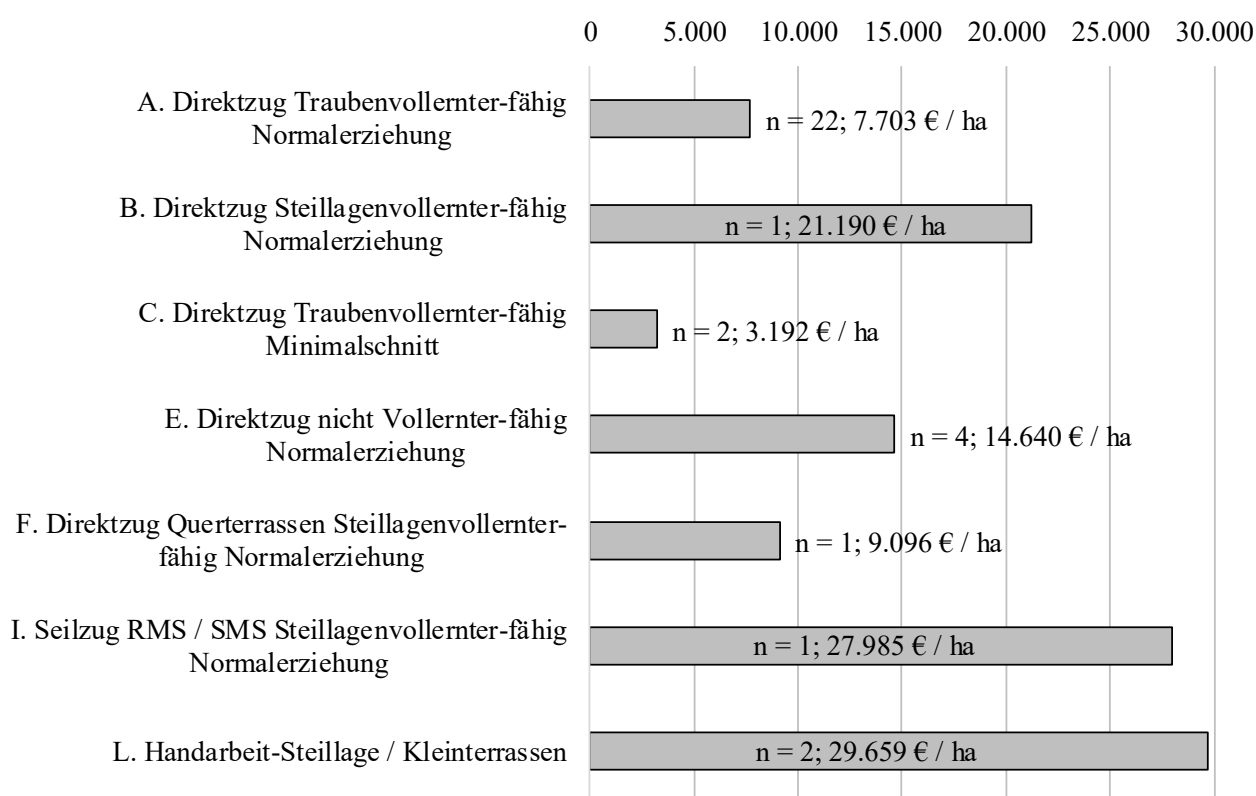 0 5.000 10.000 15.000 20.000 25.000 30.000
A. Direktzug Traubenvollernter-fähig
Normalerziehung
n = 22; 7.703 € / ha
B. Direktzug Steillagenvollernter-fähig
Normalerziehung
n = 1; 21.190 € / ha
C. Direktzug Traubenvollernter-fähig
Minimalschnitt
n = 2; 3.192 € / ha
E. Direktzug nicht Vollernter-fähig
Normalerziehung
n = 4; 14.640 € / ha
F. Direktzug Querterrassen Steillagenvollernter-
fähig Normalerziehung
n = 1; 9.096 € / ha
I. Seilzug RMS / SMS Steillagenvollernter-fähig
Normalerziehung
n = 1; 27.985 € / ha
L. Handarbeit-Steillage / Kleinterrassen
n = 2; 29.659 € / ha